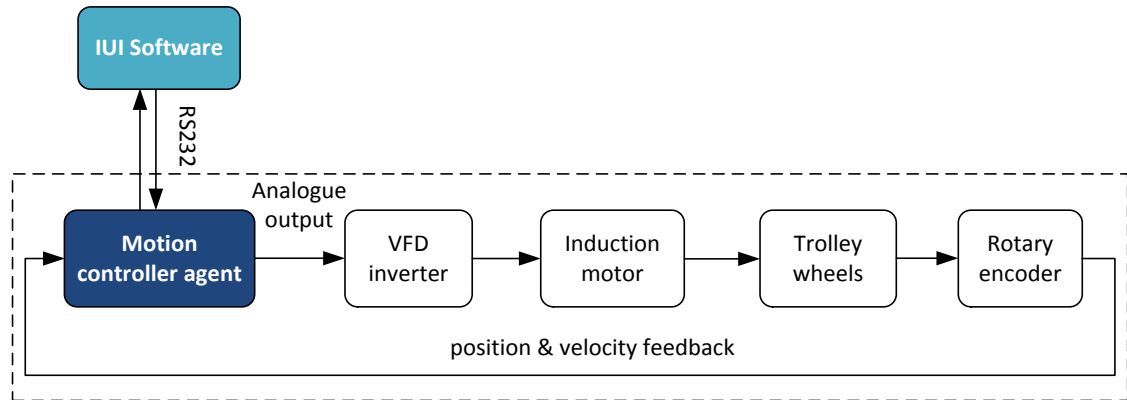 IUI Software
RS232
Analogue
output
Motion
controller agent
VFD
inverter
Induction
motor
Trolley
wheels
Rotary
encoder
position & velocity feedback